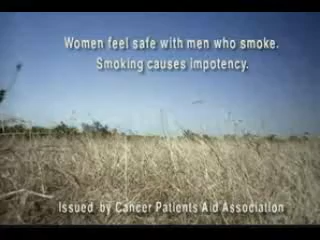 Women feel safe with men who smoke.
Smoking causes impotency.
Issued by Cancer Patients Aid Association